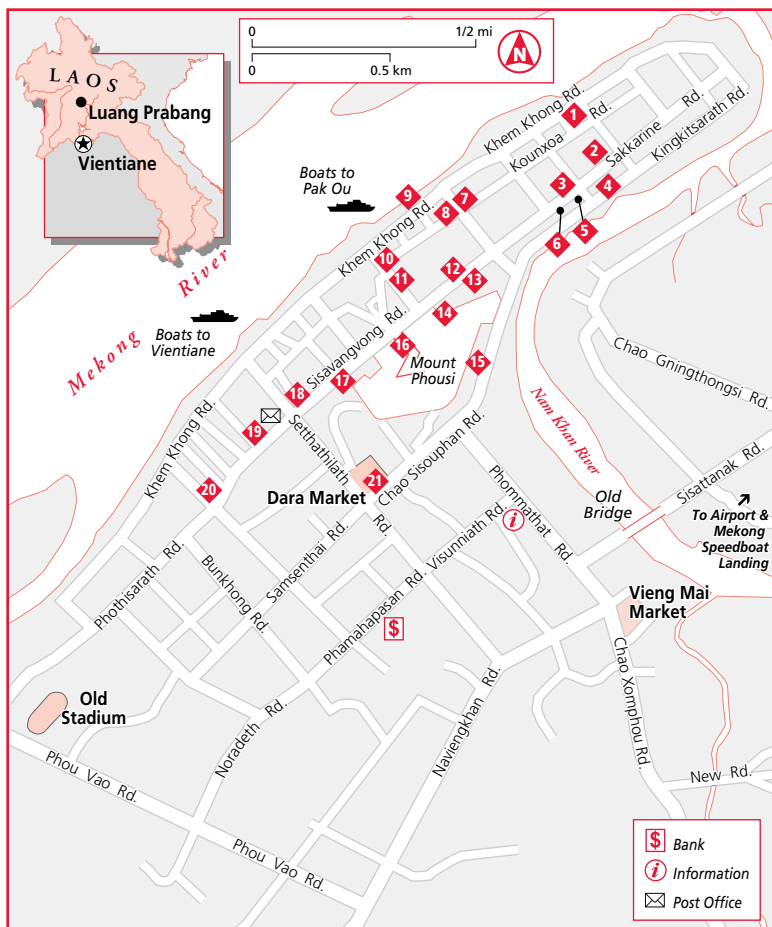 LAOS
Luang Prabang
Vientiane
0
1/2 mi
0
0.5 km
N
Khem Khong Rd.
1
Kounxoa Rd.
2
Sakkarine Rd.
Kingkitsarath Rd.
3
4
5
6
Boats to
Pak Ou
9
8
7
Khem Khong Rd.
10
11
12
13
14
Mekong River
Boats to
Vientiane
Sisavangvong Rd.
16
Mount
Phousi
15
17
18
19
20
Khem Khong Rd.
Setthathilath Rd.
Dara Market
21
Chao Sisouphan Rd.
Chao Gningthongsi Rd.
Nam Khan River
Phommathat Rd.
Old
Bridge
Sisattanak Rd.
To Airport &
Mekong
Speedboat
Landing
i
Visunniath Rd.
Samsenthai Rd.
Phothisarath Rd.
Bunkhong Rd.
Phamahapasan Rd.
$
Vieng Mai
Market
Chao Xomphou Rd.
New Rd.
Naviengkhan Rd.
Noradeth Rd.
Old
Stadium
Phou Vao Rd.
Phou Vao Rd.
$ Bank
i Information
Post Office